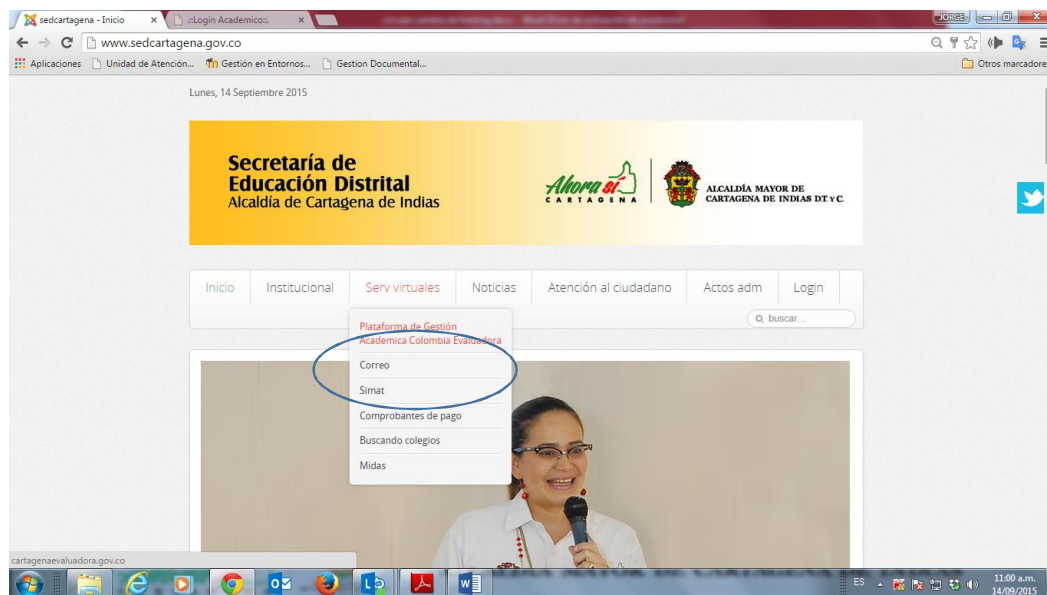 sedcartagena - Inicio
.::Login Academico::.
JORGE
www.sedcartagena.gov.co
Aplicaciones
Unidad de Atención...
Gestión en Entornos...
Gestion Documental...
Otros marcadore
Lunes, 14 Septiembre 2015
Secretaría de
Educación Distrital
Alcaldía de Cartagena de Indias
Ahora sí
CARTAGENA
ALCALDÍA MAYOR DE
CARTAGENA DE INDIAS D.T. Y C.
Inicio
Institucional
Serv virtuales
Noticias
Atención al ciudadano
Actos adm
Login
buscar...
Plataforma de Gestión
Academica Colombia Evaluadora
Correo
Simat
Comprobantes de pago
Buscando colegios
Midas
cartagenaevaluadora.gov.co
ES
11:00 a.m.
14/09/2015